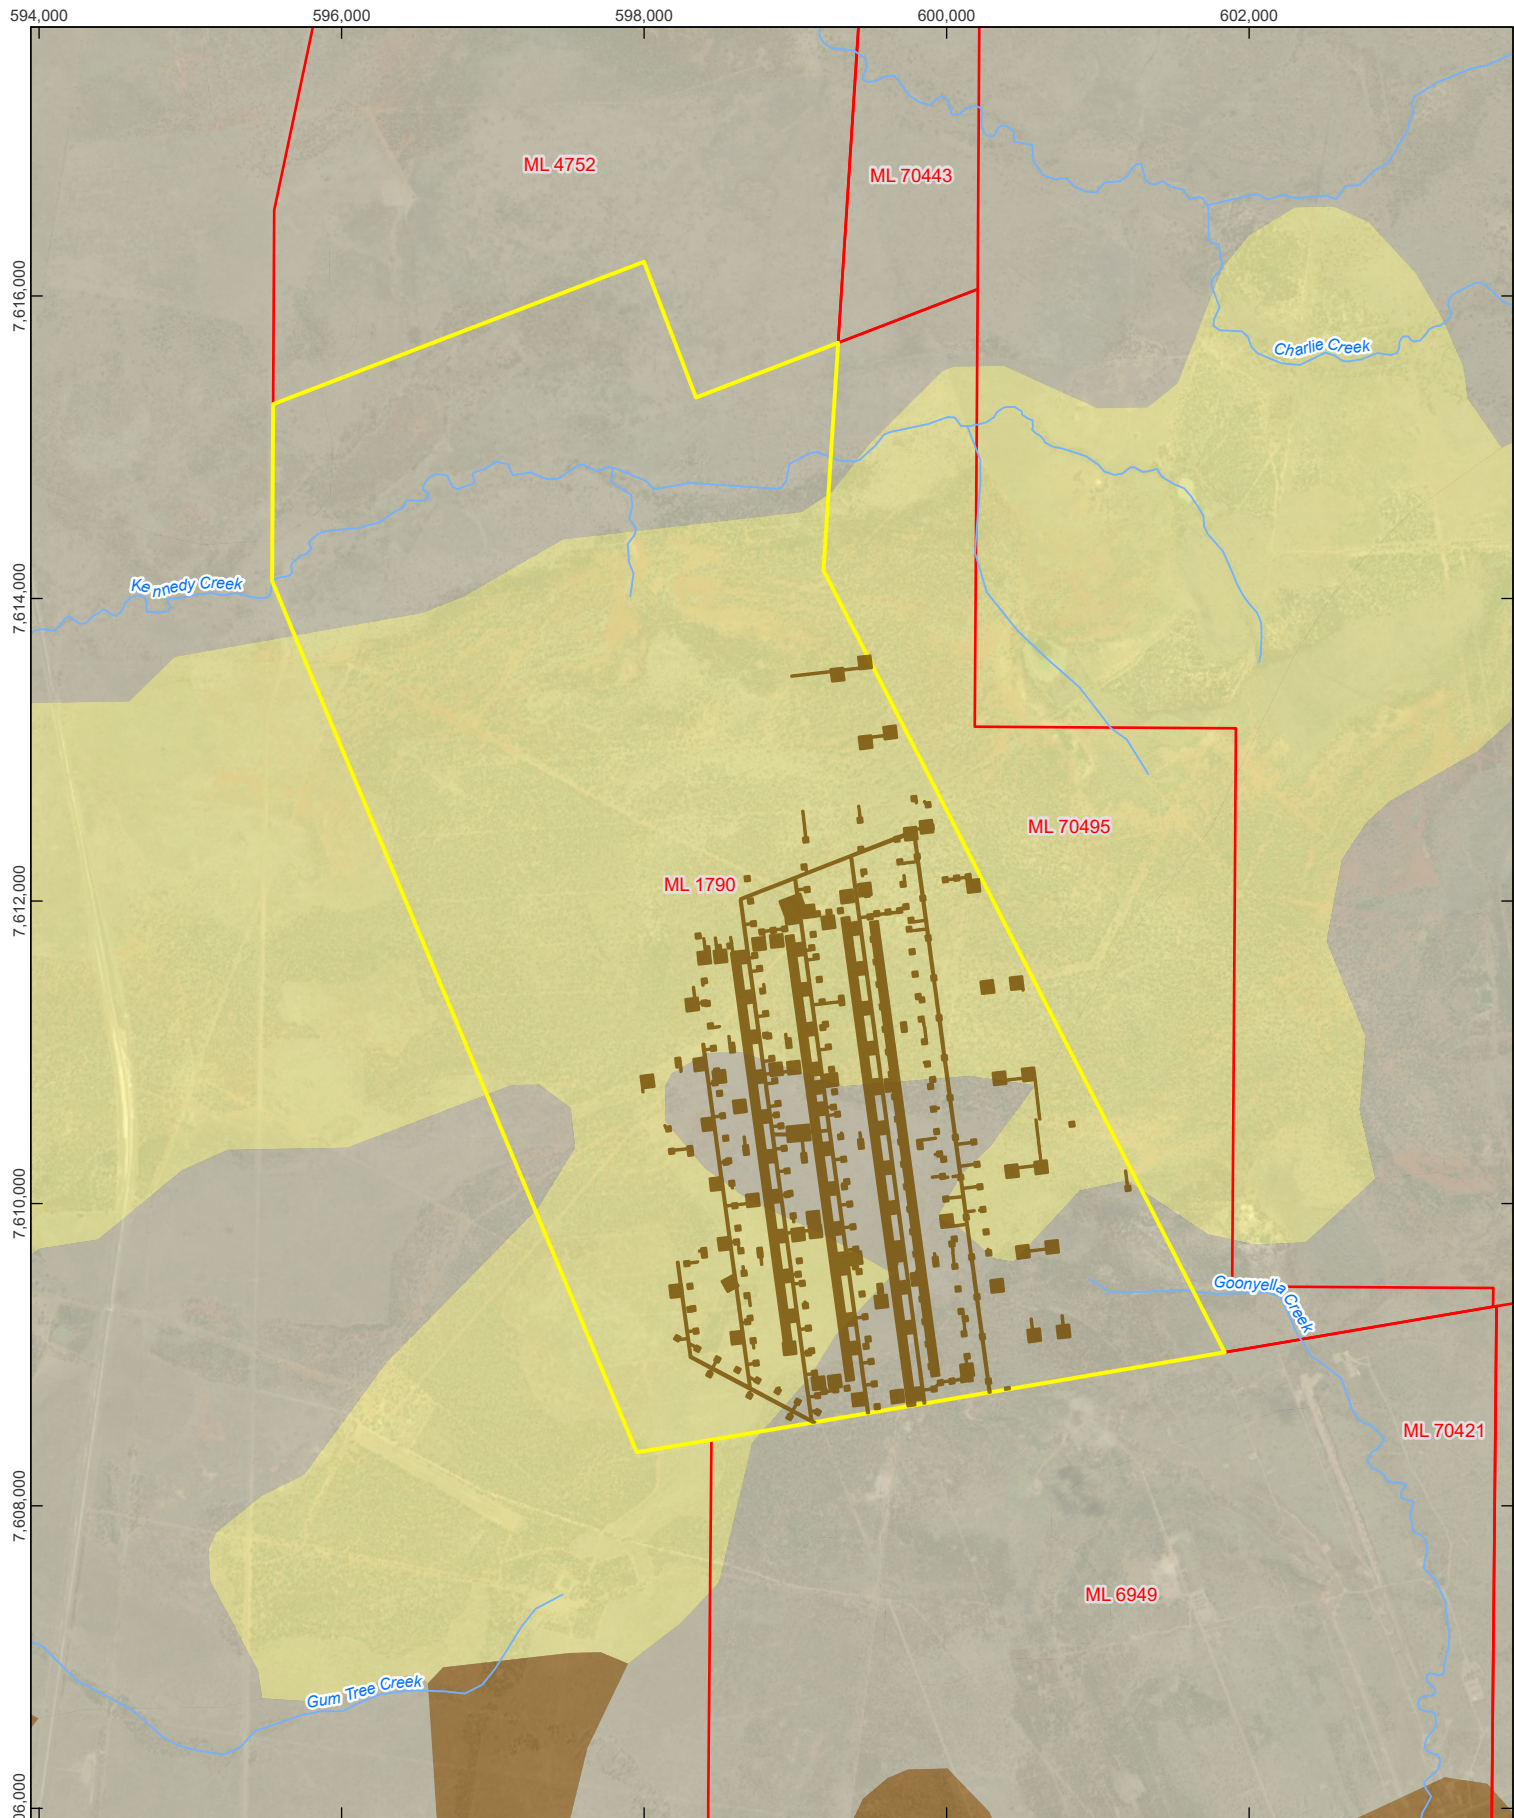 594,000 596,000 598,000 600,000 602,000
ML 4752
ML 70443
7,616,000
Charlie Creek
Kennedy Creek
7,614,000
ML 70495
ML 1790
7,612,000
7,610,000
Goonyella Creek
ML 70421
7,608,000
ML 6949
Gum Tree Creek
06,000